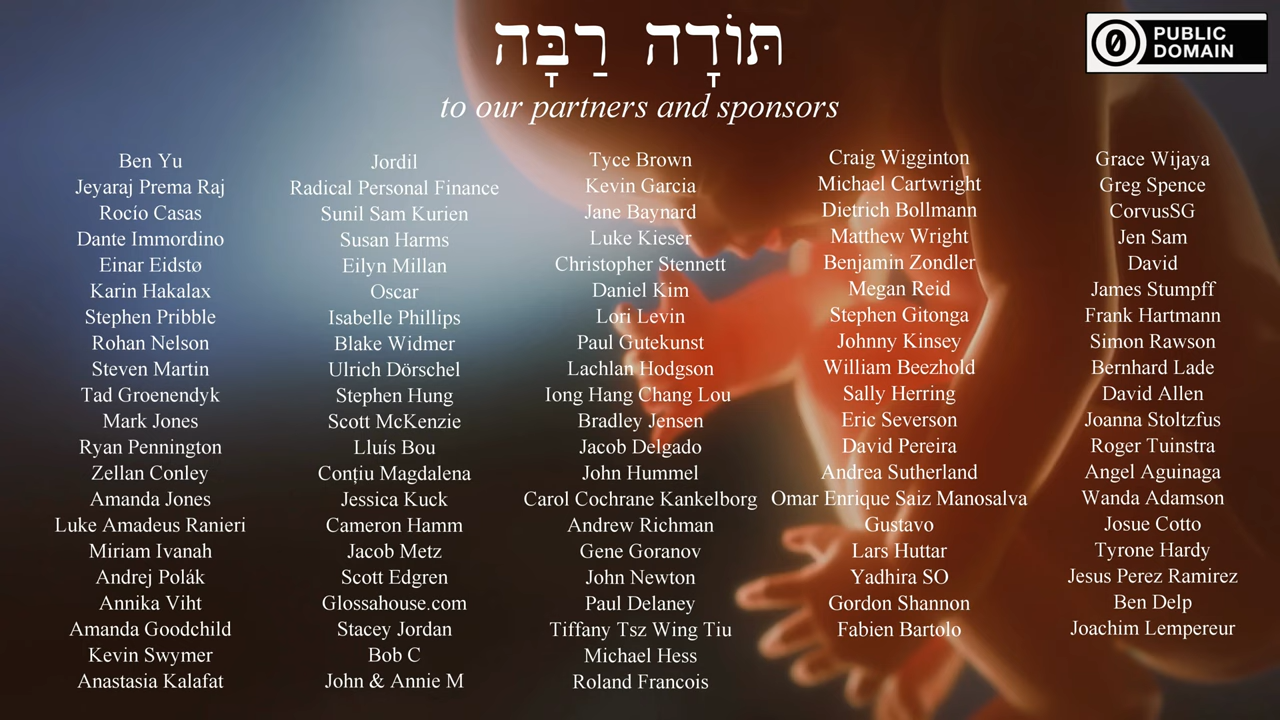 תּוֹדָה רַבָּה
to our partners and sponsors
0 PUBLIC
DOMAIN
Ben Yu
Jeyaraj Prema Raj
Rocío Casas
Dante Immordino
Einar Eidstø
Karin Hakalax
Stephen Pribble
Rohan Nelson
Steven Martin
Tad Groenendyk
Mark Jones
Ryan Pennington
Zellan Conley
Amanda Jones
Luke Amadeus Ranieri
Miriam Ivanah
Andrej Polák
Annika Viht
Amanda Goodchild
Kevin Swymer
Anastasia Kalafat
Jordil
Radical Personal Finance
Sunil Sam Kurien
Susan Harms
Eilyn Millan
Oscar
Isabelle Phillips
Blake Widmer
Ulrich Dörschel
Stephen Hung
Scott McKenzie
Lluís Bou
Conțiu Magdalena
Jessica Kuck
Cameron Hamm
Jacob Metz
Scott Edgren
Glossahouse.com
Stacey Jordan
Bob C
John & Annie M
Tyce Brown
Kevin Garcia
Jane Baynard
Luke Kieser
Christopher Stennett
Daniel Kim
Lori Levin
Paul Gutekunst
Lachlan Hodgson
Iong Hang Chang Lou
Bradley Jensen
Jacob Delgado
John Hummel
Carol Cochrane Kankelborg
Andrew Richman
Gene Goranov
John Newton
Paul Delaney
Tiffany Tsz Wing Tiu
Michael Hess
Roland Francois
Craig Wigginton
Michael Cartwright
Dietrich Bollmann
Matthew Wright
Benjamin Zondler
Megan Reid
Stephen Gitonga
Johnny Kinsey
William Beezhold
Sally Herring
Eric Severson
David Pereira
Andrea Sutherland
Omar Enrique Saiz Manosalva
Gustavo
Lars Huttar
Yadhira SO
Gordon Shannon
Fabien Bartolo
Grace Wijaya
Greg Spence
CorvusSG
Jen Sam
David
James Stumpff
Frank Hartmann
Simon Rawson
Bernhard Lade
David Allen
Joanna Stoltzfus
Roger Tuinstra
Angel Aguinaga
Wanda Adamson
Josue Cotto
Tyrone Hardy
Jesus Perez Ramirez
Ben Delp
Joachim Lempereur